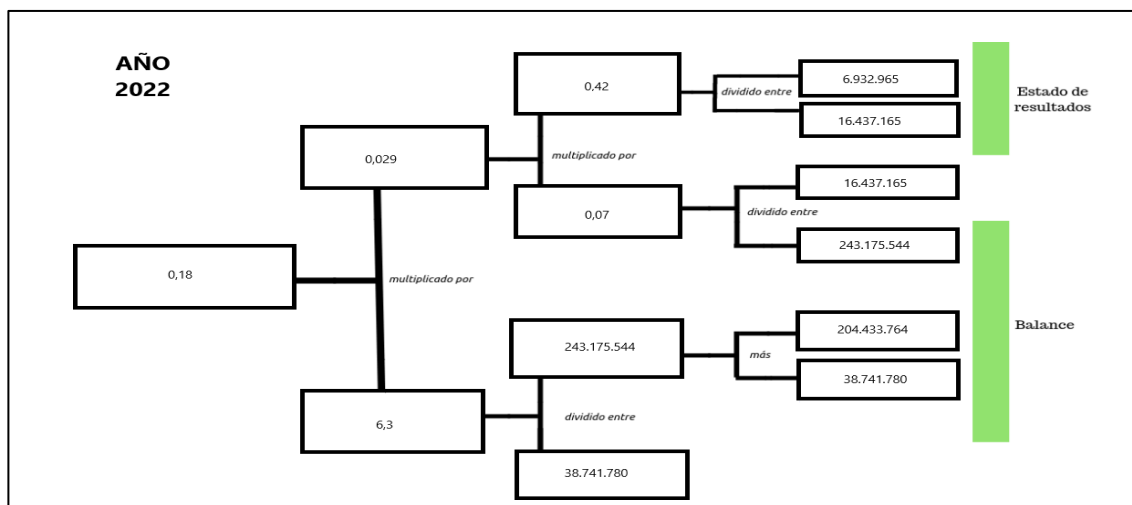 AÑO
2022
0,42
dividido entre
6.932.965
16.437.165
Estado de
resultados
0,029
multiplicado por
0,07
dividido entre
16.437.165
243.175.544
0,18
multiplicado por
243.175.544
más
204.433.764
38.741.780
Balance
6,3
dividido entre
38.741.780